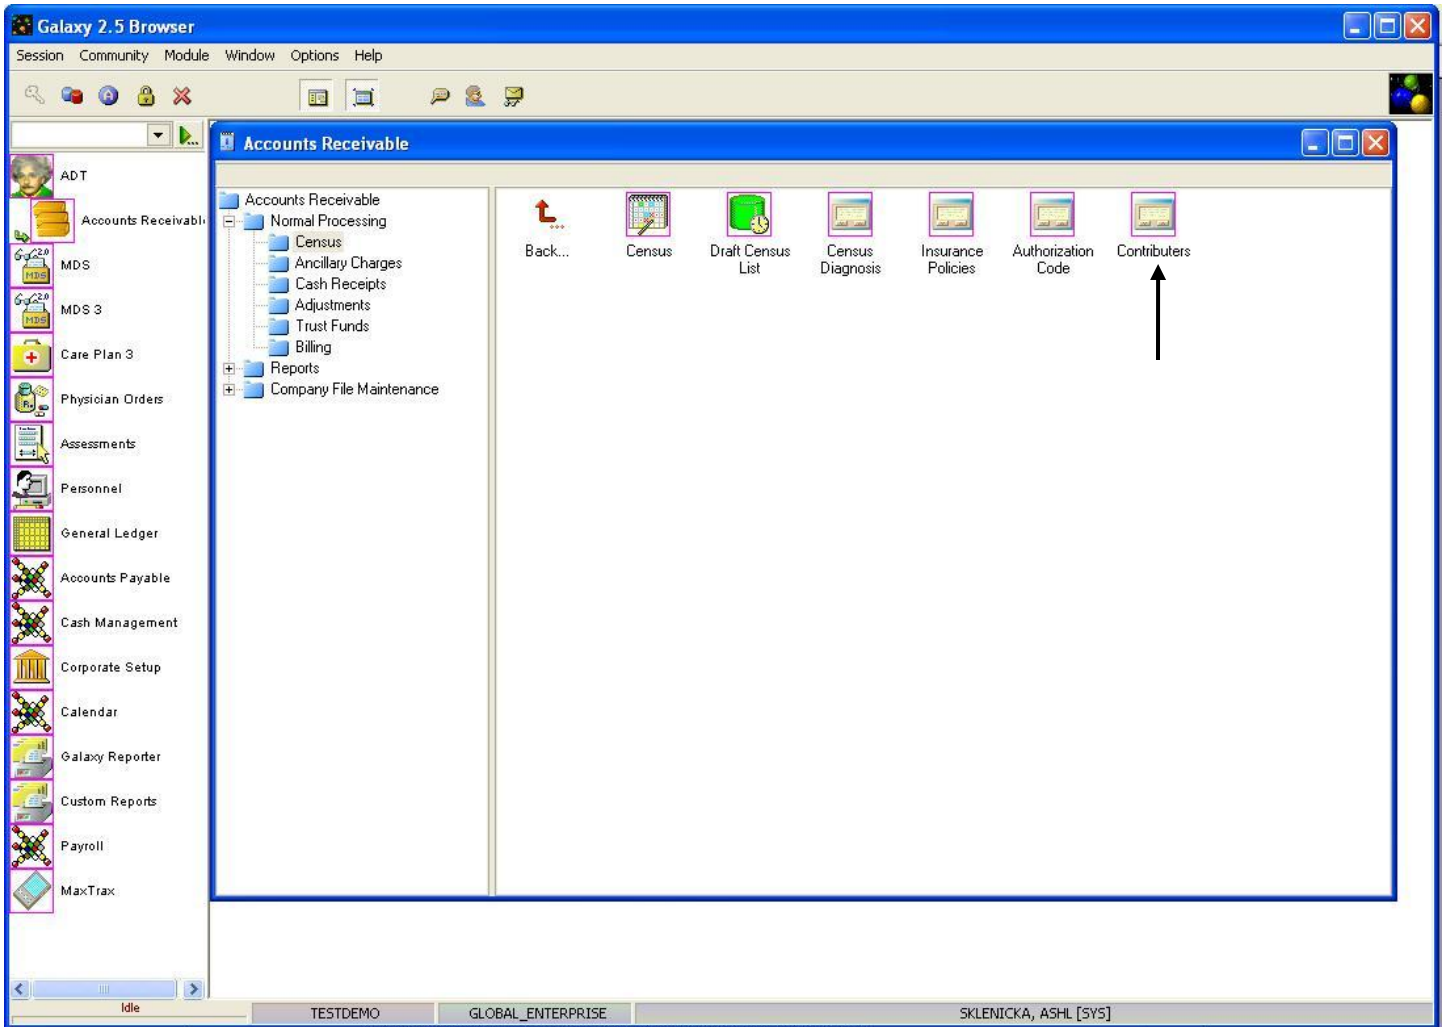 Galaxy 2.5 Browser
Session Community Module Window Options Help
Accounts Receivable
ADT
Accounts Receivabl
MDS
MDS 3
Care Plan 3
Physician Orders
Assessments
Personnel
General Ledger
Accounts Payable
Cash Management
Corporate Setup
Calendar
Galaxy Reporter
Custom Reports
Payroll
MaxTrax
Accounts Receivable
Normal Processing
Census
Ancillary Charges
Cash Receipts
Adjustments
Trust Funds
Billing
Reports
Company File Maintenance
Back...
Census
Draft Census
List
Census
Diagnosis
Insurance
Policies
Authorization
Code
Contributers
Idle
TESTDEMO
GLOBAL_ENTERPRISE
SKLENICKA, ASHL [SYS]